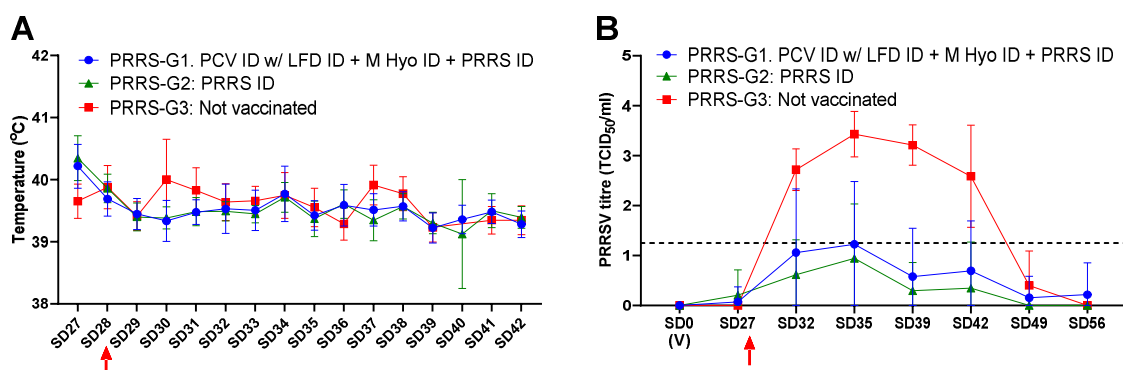 A
PRRS-G1. PCV ID w/ LFD ID + M Hyo ID + PRRS ID
PRRS-G2: PRRS ID
PRRS-G3: Not vaccinated
Temperature (°C)
42
41
40
39
38
SD27
SD28
SD29
SD30
SD31
SD32
SD33
SD34
SD35
SD36
SD37
SD38
SD39
SD40
SD41
SD42
B
PRRS-G1. PCV ID w/ LFD ID + M Hyo ID + PRRS ID
PRRS-G2: PRRS ID
PRRS-G3: Not vaccinated
PRRSV titre (TCID50/ml)
5
4
3
2
1
0
SD0
(V)
SD27
SD32
SD35
SD39
SD42
SD49
SD56